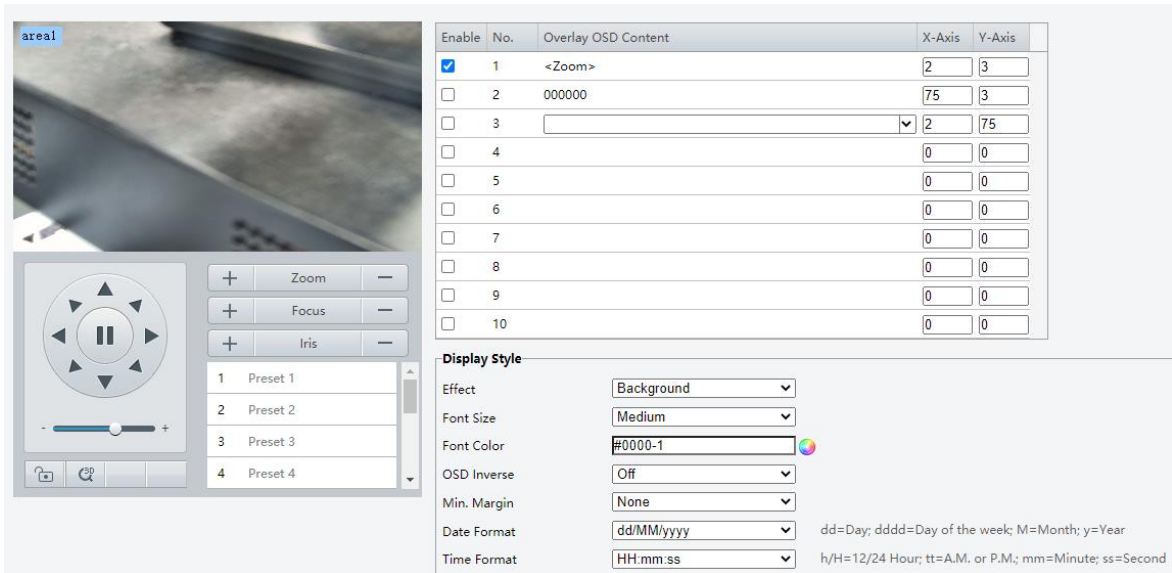 area1
Enable No. Overlay OSD Content X-Axis Y-Axis
1 <Zoom> 2 3
2 000000 75 3
3 2 75
4 0 0
5 0 0
6 0 0
7 0 0
8 0 0
9 0 0
10 0 0
+ Zoom −
+ Focus −
+ Iris −
1 Preset 1
2 Preset 2
3 Preset 3
4 Preset 4
- +
3D
Display Style
Effect Background
Font Size Medium
Font Color #0000-1
OSD Inverse Off
Min. Margin None
Date Format dd/MM/yyyy dd=Day; dddd=Day of the week; M=Month; y=Year
Time Format HH:mm:ss h/H=12/24 Hour; tt=A.M. or P.M.; mm=Minute; ss=Second